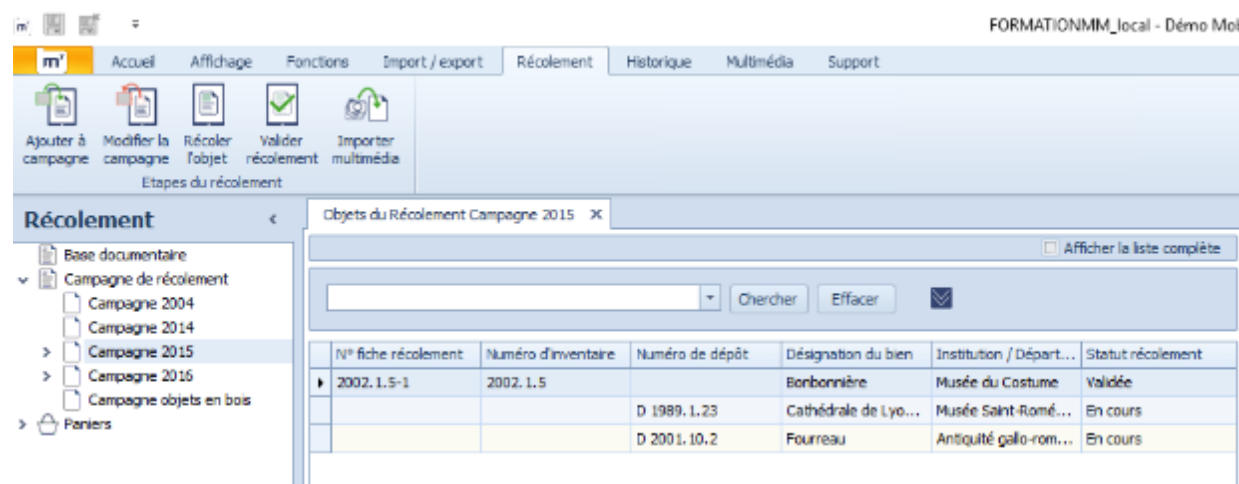 m'
FORMATIONMM_local - Démo Mo
m' Accueil Affichage Fonctions Import / export Récolement Historique Multimédia Support
Ajouter à campagne Modifier la campagne Récoler l'objet Valider récolement Importer multimédia
Etapes du récolement
Récolement
Objets du Récolement Campagne 2015 X
Base documentaire
Afficher la liste complète
Campagne de récolement
Campagne 2004
Chercher Effacer
Campagne 2014
Campagne 2015
Campagne 2016
Campagne objets en bois
Paniers
N° fiche récolement Numéro d'inventaire Numéro de dépôt Désignation du bien Institution / Départ... Statut récolement
2002.1.5-1 2002.1.5 Bonbonnière Musée du Costume Validée
D 1989.1.23 Cathédrale de Lyo... Musée Saint-Romé... En cours
D 2001.10.2 Fourreau Antiquité gallo-rom... En cours